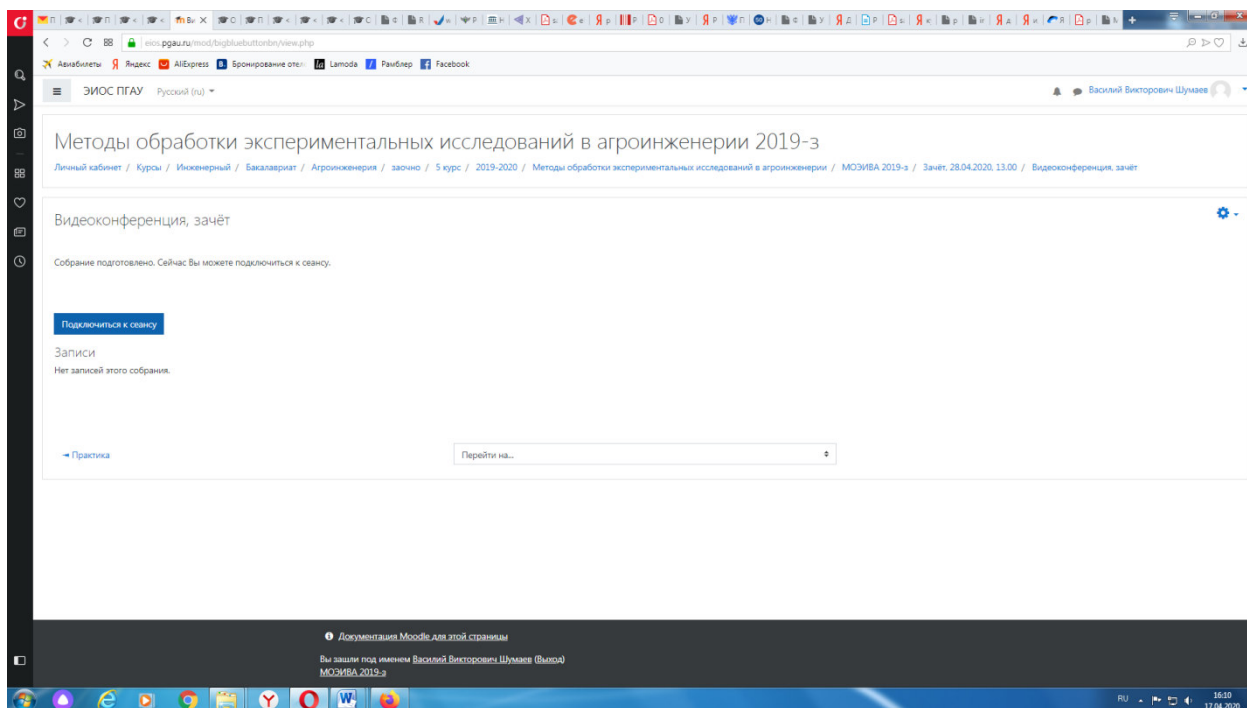 eios.pgau.ru/mod/bigbluebuttonbn/view.php
Авиабилеты Яндекс AliExpress Бронирование отел Lamoda Рамблер Facebook
ЭИОС ПГАУ Русский (ru) Василий Викторович Шумаев
Методы обработки экспериментальных исследований в агроинженерии 2019-з
Личный кабинет / Курсы / Инженерный / Бакалавриат / Агроинженерия / заочно / 5 курс / 2019-2020 / Методы обработки экспериментальных исследований в агроинженерии / МОЭИВА 2019-з / Зачёт, 28.04.2020, 13.00 / Видеоконференция, зачёт
Видеоконференция, зачёт
Собрание подготовлено. Сейчас Вы можете подключиться к сеансу.
Подключиться к сеансу
Записи
Нет записей этого собрания.
Практика Перейти на...
Документация Moodle для этой страницы
Вы зашли под именем Василий Викторович Шумаев (Выход)
МОЭИВА 2019-з
RU 16:10
17.04.2020